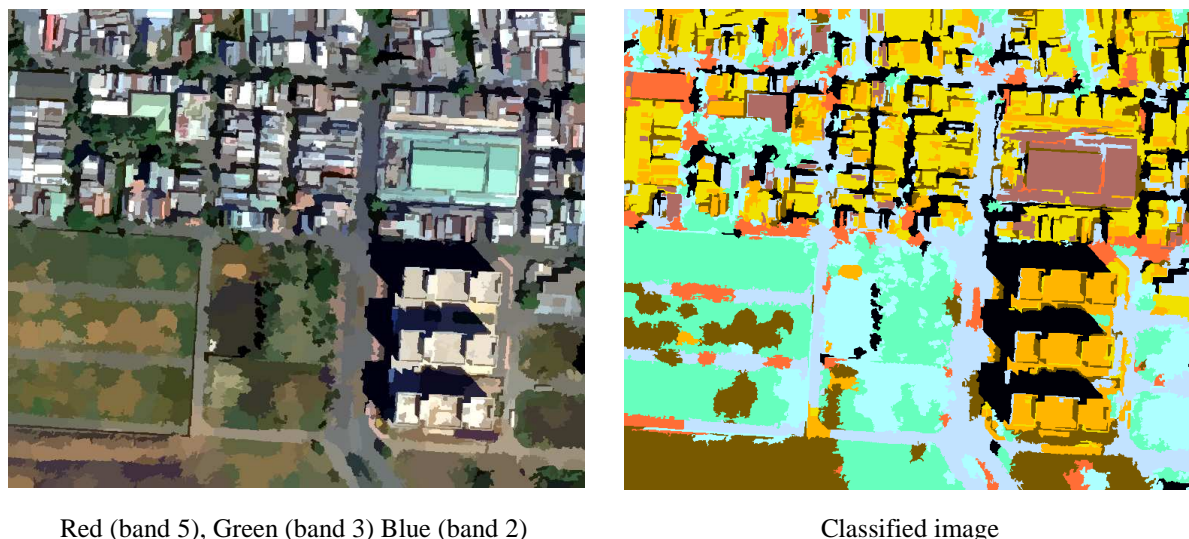 Red (band 5), Green (band 3) Blue (band 2)
Classified image